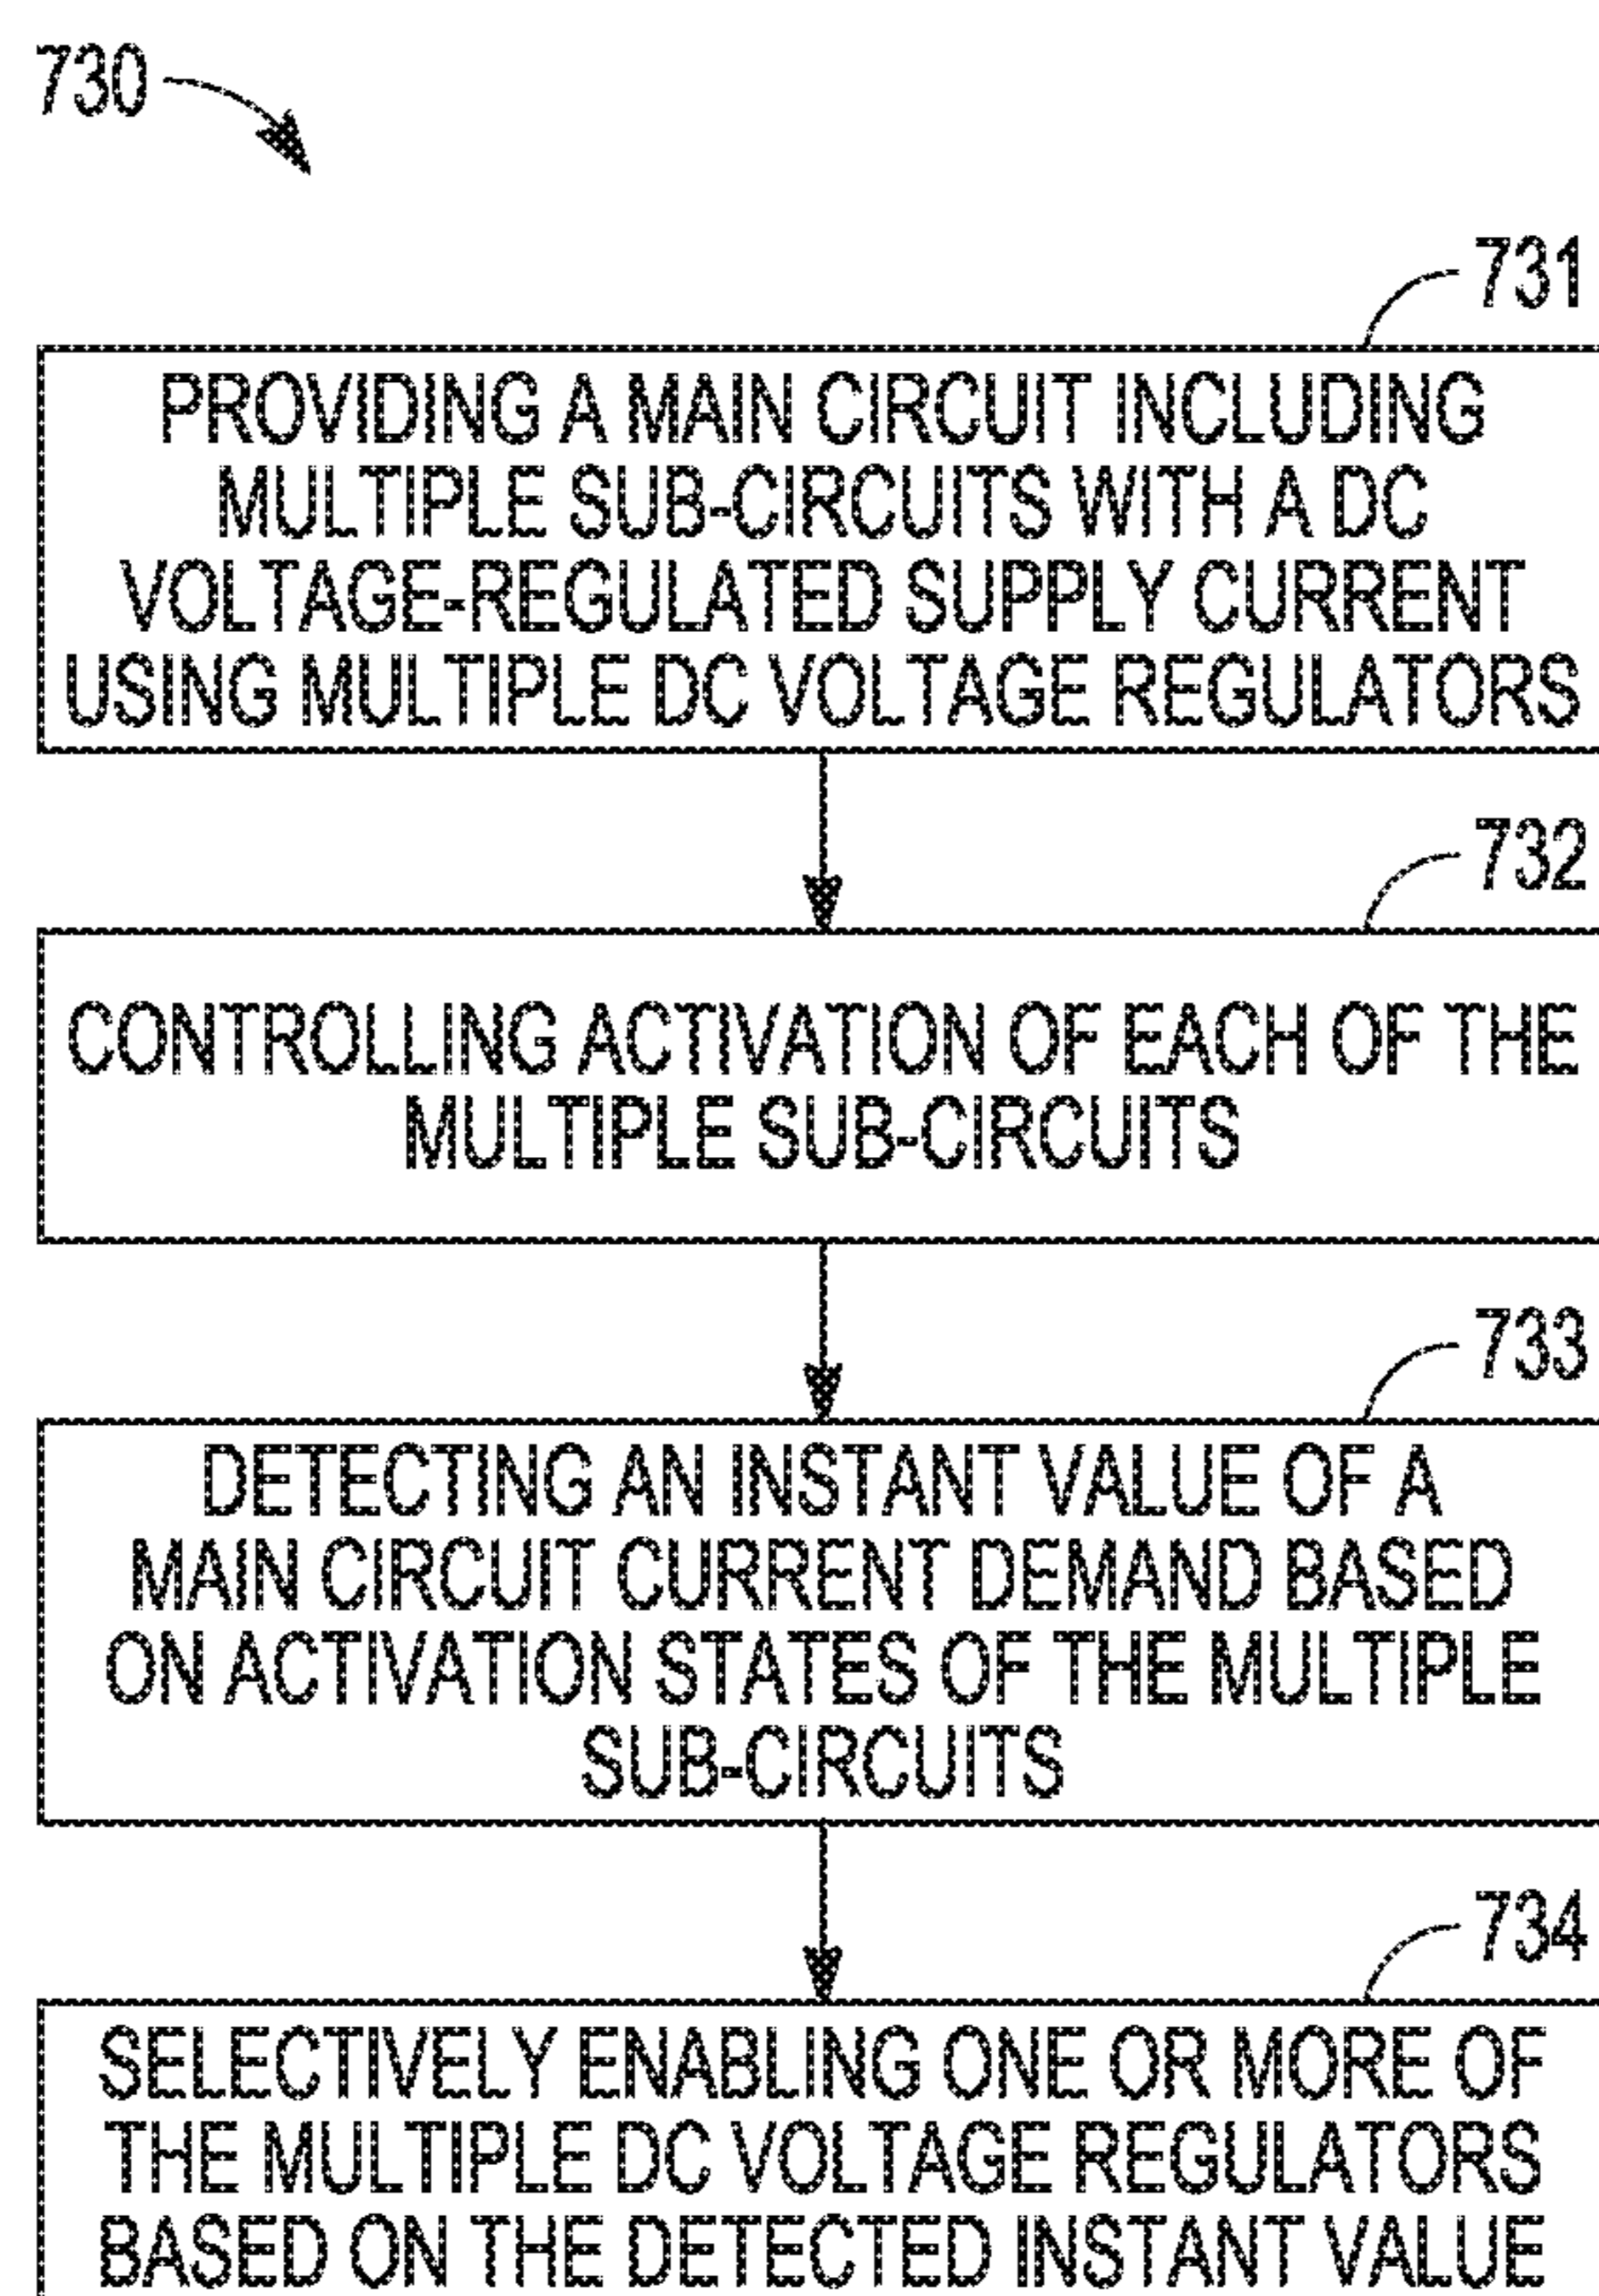 730
731
PROVIDING A MAIN CIRCUIT INCLUDING
MULTIPLE SUB-CIRCUITS WITH A DC
VOLTAGE-REGULATED SUPPLY CURRENT
USING MULTIPLE DC VOLTAGE REGULATORS
732
CONTROLLING ACTIVATION OF EACH OF THE
MULTIPLE SUB-CIRCUITS
733
DETECTING AN INSTANT VALUE OF A
MAIN CIRCUIT CURRENT DEMAND BASED
ON ACTIVATION STATES OF THE MULTIPLE
SUB-CIRCUITS
734
SELECTIVELY ENABLING ONE OR MORE OF
THE MULTIPLE DC VOLTAGE REGULATORS
BASED ON THE DETECTED INSTANT VALUE